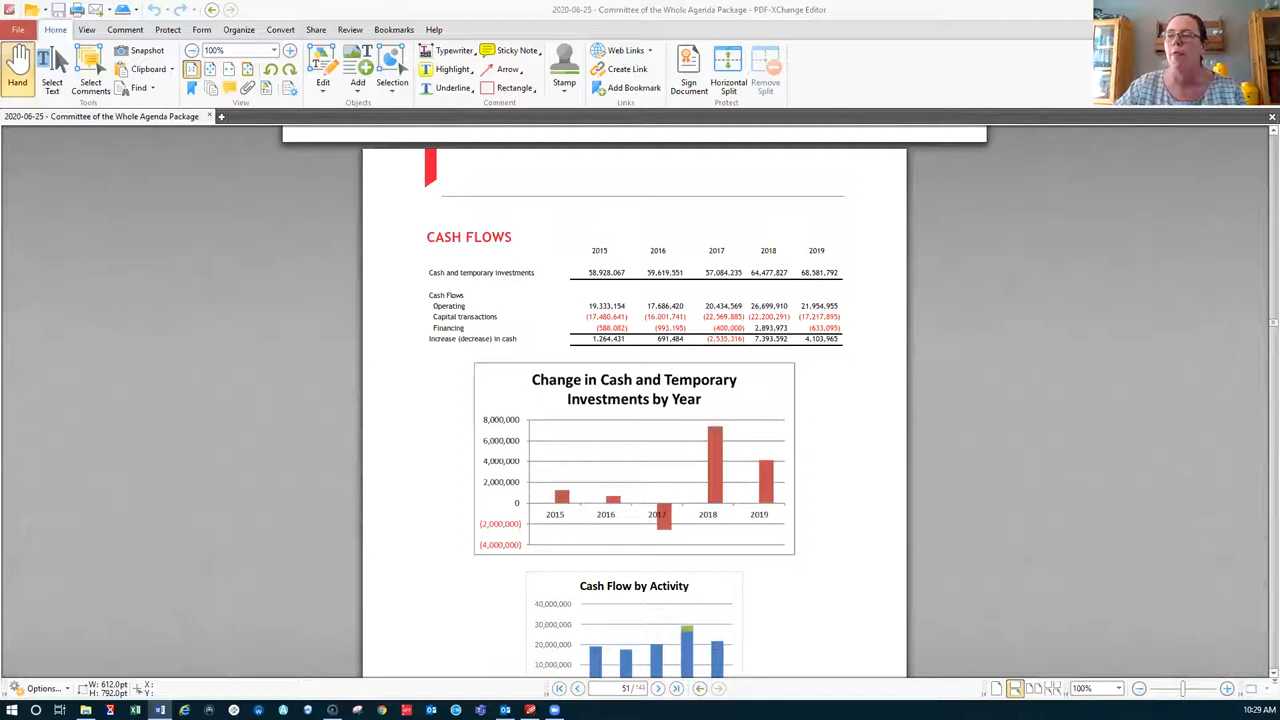 2020-06-25 - Committee of the Whole Agenda Package - PDF-XChange Editor
File Home View Comment Protect Form Organize Convert Share Review Bookmarks Help
Hand
Select Text
Select Comments
Snapshot
Clipboard
Find
Tools
100%
View
Edit
Add
Selection
Objects
Typewriter
Highlight
Underline
Sticky Note
Arrow
Rectangle
Comment
Stamp
Web Links
Create Link
Add Bookmark
Links
Sign Document
Horizontal Split
Remove Split
Protect
2020-06-25 - Committee of the Whole Agenda Package
CASH FLOWS
2015 2016 2017 2018 2019
Cash and temporary investments 58,928,067 59,619,551 57,084,235 64,477,827 68,581,792
Cash Flows
Operating 19,333,154 17,686,420 20,434,569 26,699,910 21,954,955
Capital transactions (17,480,641) (16,001,741) (22,569,885) (22,200,291) (17,217,895)
Financing (588,082) (993,195) (400,000) 2,893,973 (633,095)
Increase (decrease) in cash 1,264,431 691,484 (2,535,316) 7,393,592 4,103,965
Change in Cash and Temporary
Investments by Year
8,000,000
6,000,000
4,000,000
2,000,000
0
2015 2016 2017 2018 2019
(2,000,000)
(4,000,000)
Cash Flow by Activity
40,000,000
30,000,000
20,000,000
10,000,000
Options...
W: 612.0pt
H: 792.0pt
X:
Y:
51
100%
10:29 AM